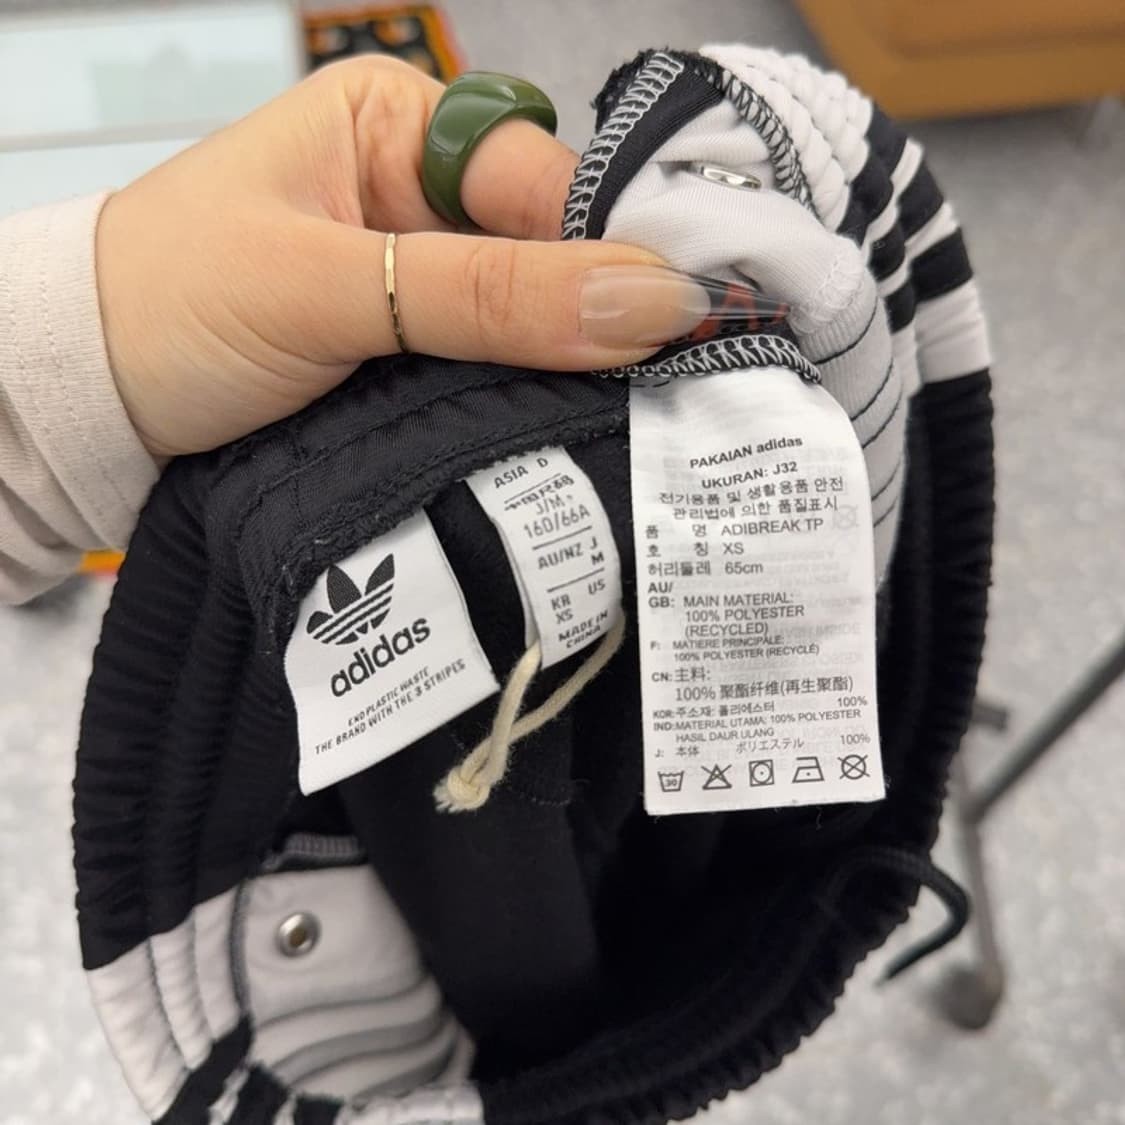 adidas
END PLASTIC WASTE
THE BRAND WITH THE 3 STRIPES
ASIA D
J/M
160/66A
AU/NZ J
M
KR US
XS
MADE IN
CHINA
PAKAIAN adidas
UKURAN: J32
전기용품 및 생활용품 안전
관리법에 의한 품질표시
품 명 ADIBREAK TP
호 칭 XS
허리둘레 65cm
AU/
GB: MAIN MATERIAL:
100% POLYESTER
(RECYCLED)
F: MATIERE PRINCIPALE:
100% POLYESTER (RECYCLÉ)
CN: 主料:
100% 聚酯纤维(再生聚酯)
KOR: 주소재: 폴리에스터 100%
IND: MATERIAL UTAMA: 100% POLYESTER
HASIL DAUR ULANG
J: 本体 ポリエステル 100%
30